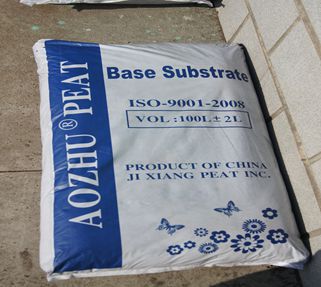 AOZHU® PEAT
Base Substrate
ISO-9001-2008
VOL :100L±2L
PRODUCT OF CHINA
JI XIANG PEAT INC.